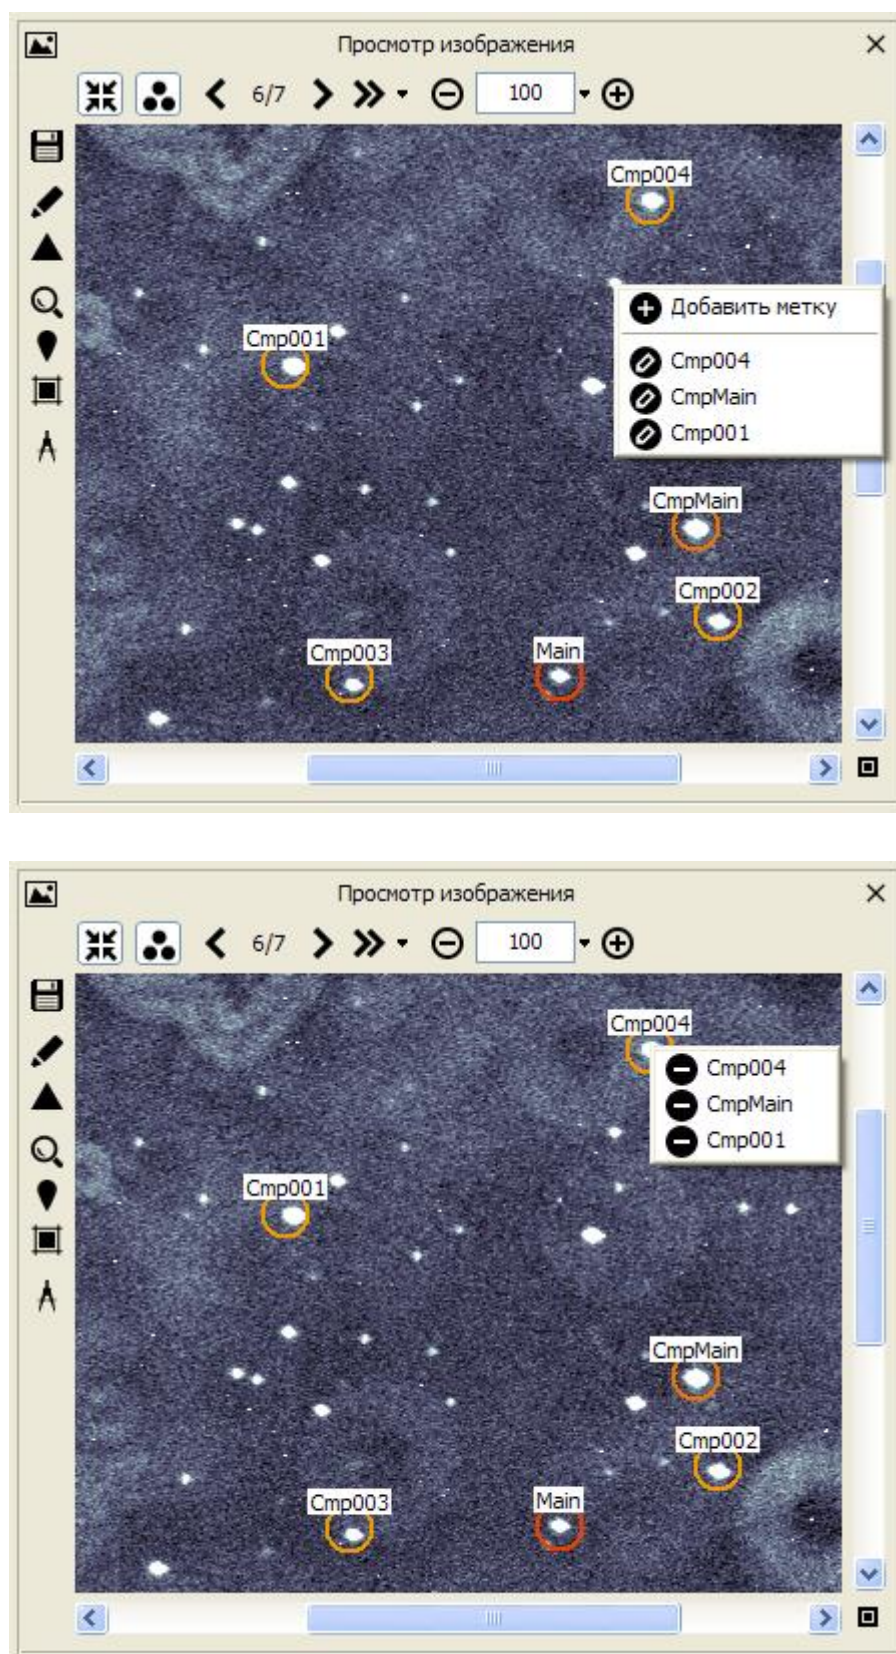 Просмотр изображения
6/7 100
Cmp004
Добавить метку
Cmp001
Cmp004
CmpMain
Cmp001
CmpMain
Cmp002
Cmp003
Main
Просмотр изображения
6/7 100
Cmp004
Cmp004
CmpMain
Cmp001
Cmp001
CmpMain
Cmp002
Cmp003
Main